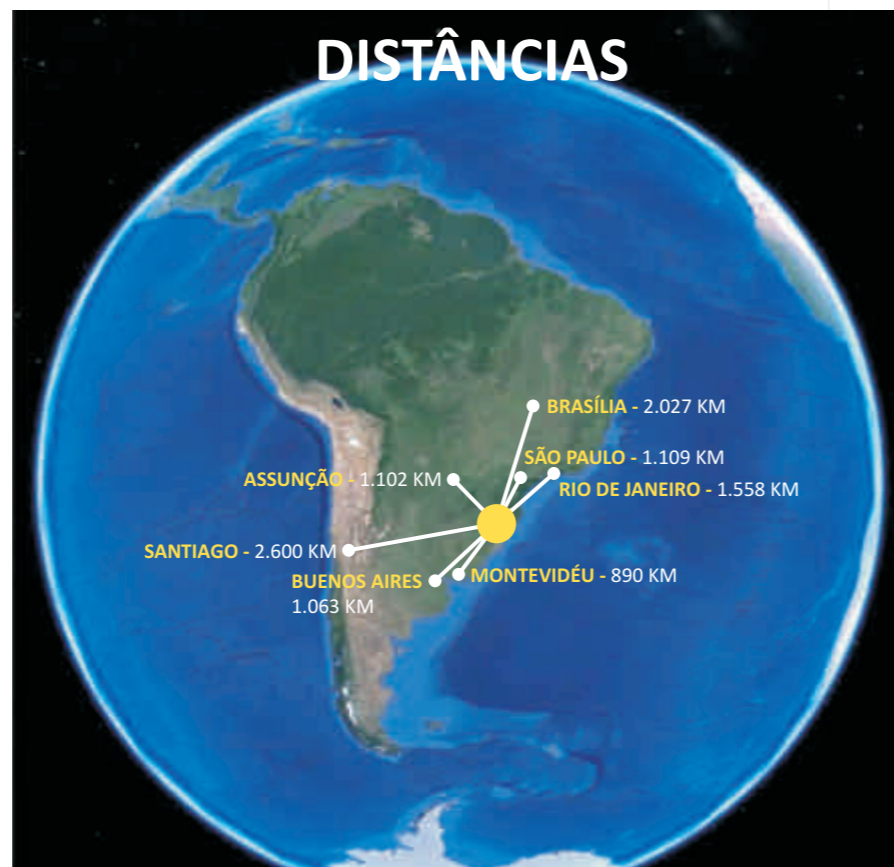 DISTÂNCIAS
BRASÍLIA - 2.027 KM
SÃO PAULO - 1.109 KM
ASSUNÇÃO - 1.102 KM
RIO DE JANEIRO - 1.558 KM
SANTIAGO - 2.600 KM
BUENOS AIRES
1.063 KM
MONTEVIDÉU - 890 KM